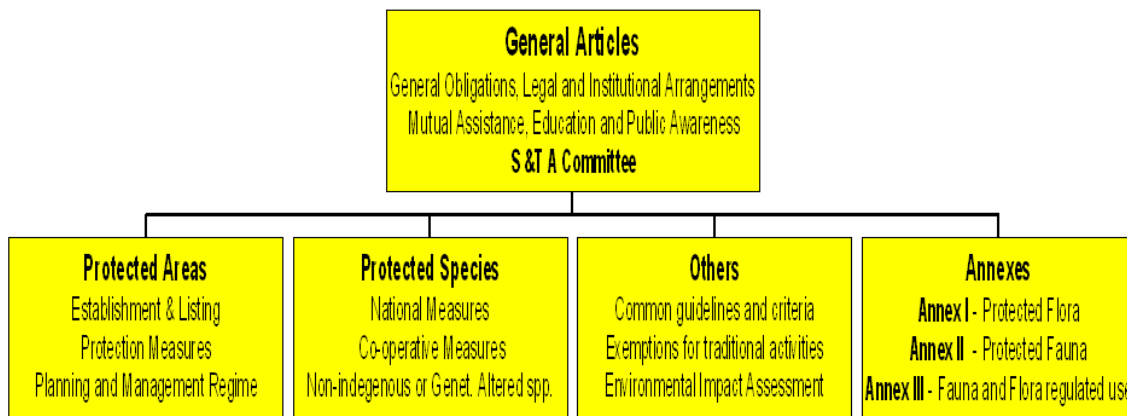 General Articles
General Obligations, Legal and Institutional Arrangements
Mutual Assistance, Education and Public Awareness
S &T A Committee
Protected Areas
Establishment & Listing
Protection Measures
Planning and Management Regime
Protected Species
National Measures
Co-operative Measures
Non-indegenous or Genet. Altered spp.
Others
Common guidelines and criteria
Exemptions for traditional activities
Environmental Impact Assessment
Annexes
Annex I - Protected Flora
Annex II - Protected Fauna
Annex III - Fauna and Flora regulated use